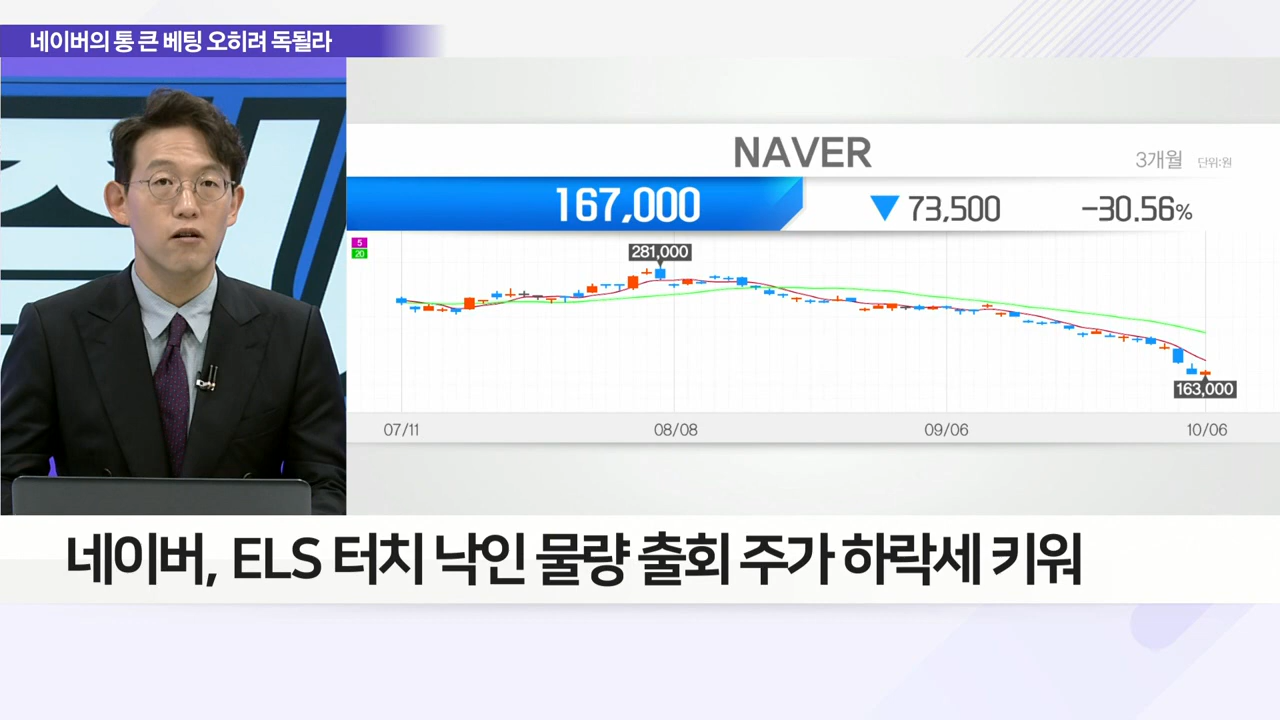 네이버의 통 큰 베팅 오히려 독될라
NAVER
3개월 단위:원
167,000 ▼ 73,500 -30.56%
5
20
281,000
163,000
07/11 08/08 09/06 10/06
네이버, ELS 터치 낙인 물량 출회 주가 하락세 키워